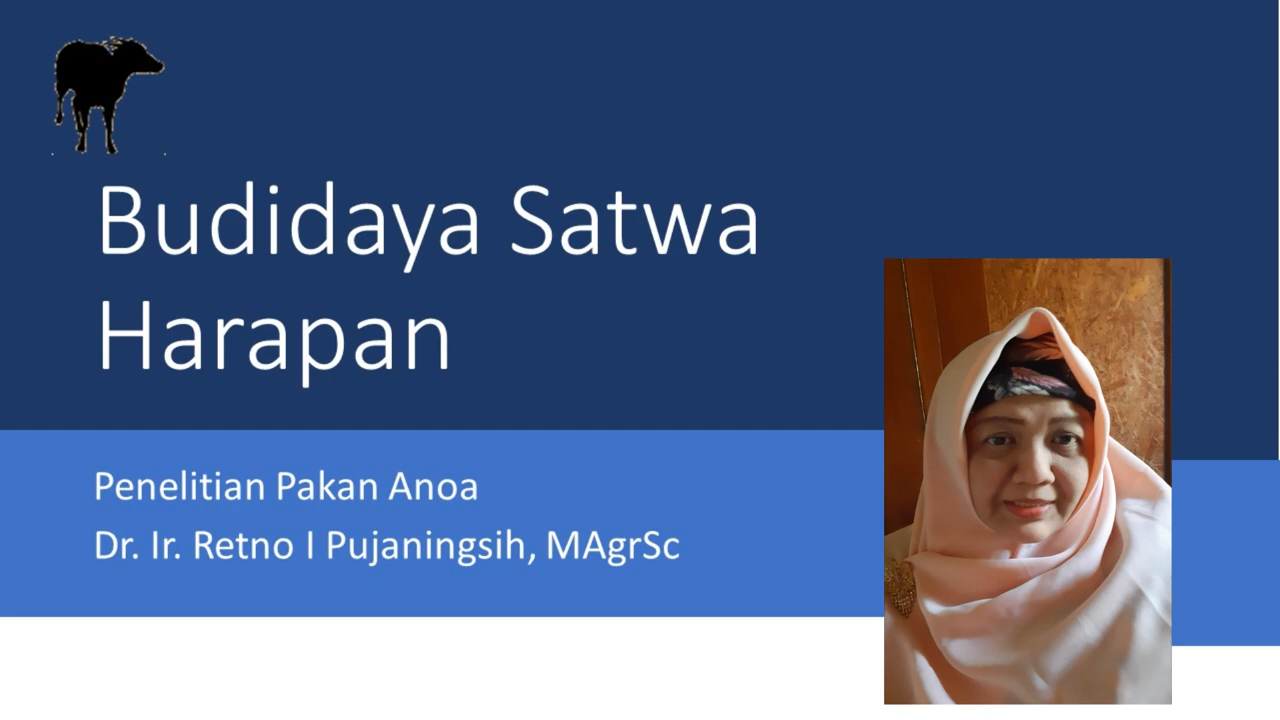 Budidaya Satwa
Harapan
Penelitian Pakan Anoa
Dr. Ir. Retno I Pujaningsih, MAgrSc